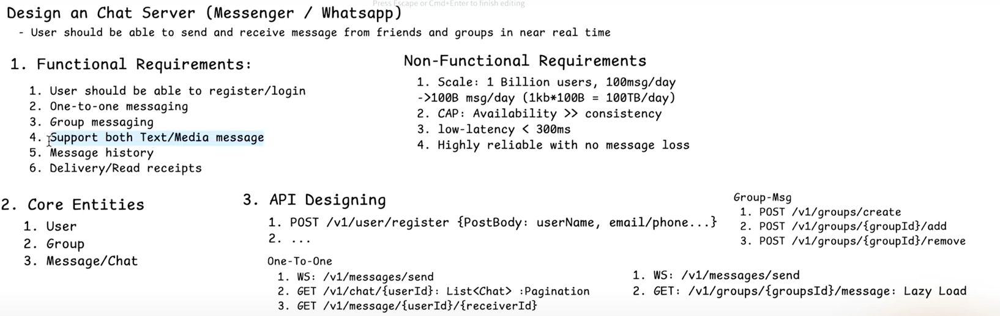 Press Escape or Cmd+Enter to finish editing
Design an Chat Server (Messenger / Whatsapp)
- User should be able to send and receive message from friends and groups in near real time
1. Functional Requirements:
1. User should be able to register/login
2. One-to-one messaging
3. Group messaging
4. Support both Text/Media message
5. Message history
6. Delivery/Read receipts
Non-Functional Requirements
1. Scale: 1 Billion users, 100msg/day
->100B msg/day (1kb*100B = 100TB/day)
2. CAP: Availability >> consistency
3. low-latency < 300ms
4. Highly reliable with no message loss
2. Core Entities
1. User
2. Group
3. Message/Chat
3. API Designing
1. POST /v1/user/register {PostBody: userName, email/phone...}
2. ...
One-To-One
1. WS: /v1/messages/send
2. GET /v1/chat/{userId}: List<Chat> :Pagination
3. GET /v1/message/{userId}/{receiverId}
Group-Msg
1. POST /v1/groups/create
2. POST /v1/groups/{groupId}/add
3. POST /v1/groups/{groupId}/remove
1. WS: /v1/messages/send
2. GET: /v1/groups/{groupsId}/message: Lazy Load